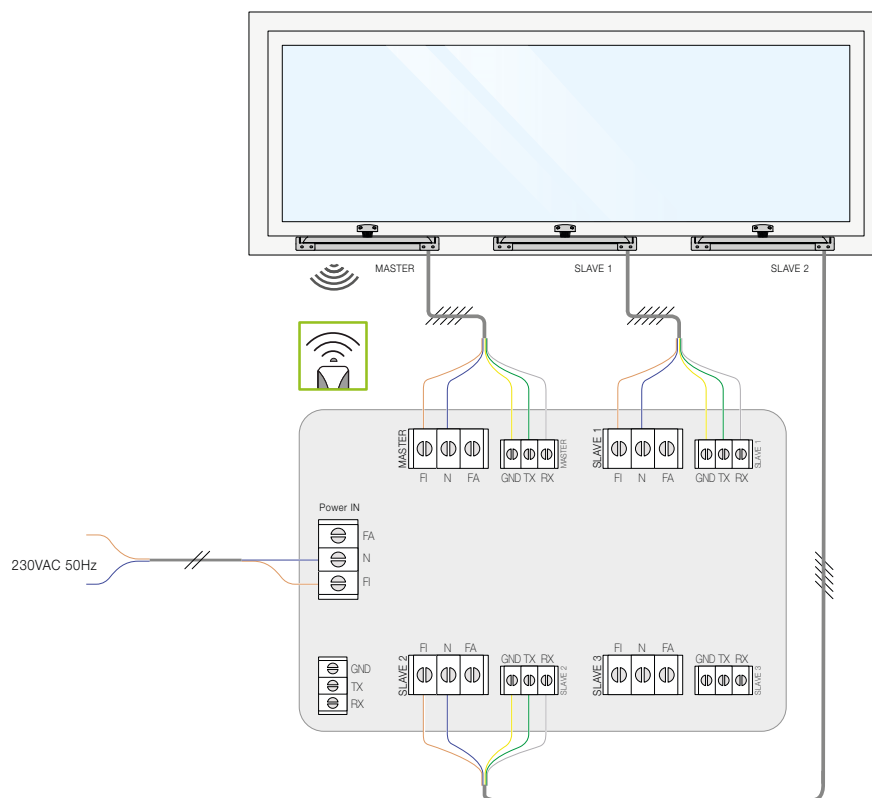 MASTER
SLAVE 1
SLAVE 2
MASTER
FI N FA
GND TX RX
MASTER
SLAVE 1
FI N FA
GND TX RX
SLAVE 1
Power IN
FA
N
FI
230VAC 50Hz
GND
TX
RX
SLAVE 2
FI N FA
GND TX RX
SLAVE 2
SLAVE 3
FI N FA
GND TX RX
SLAVE 3